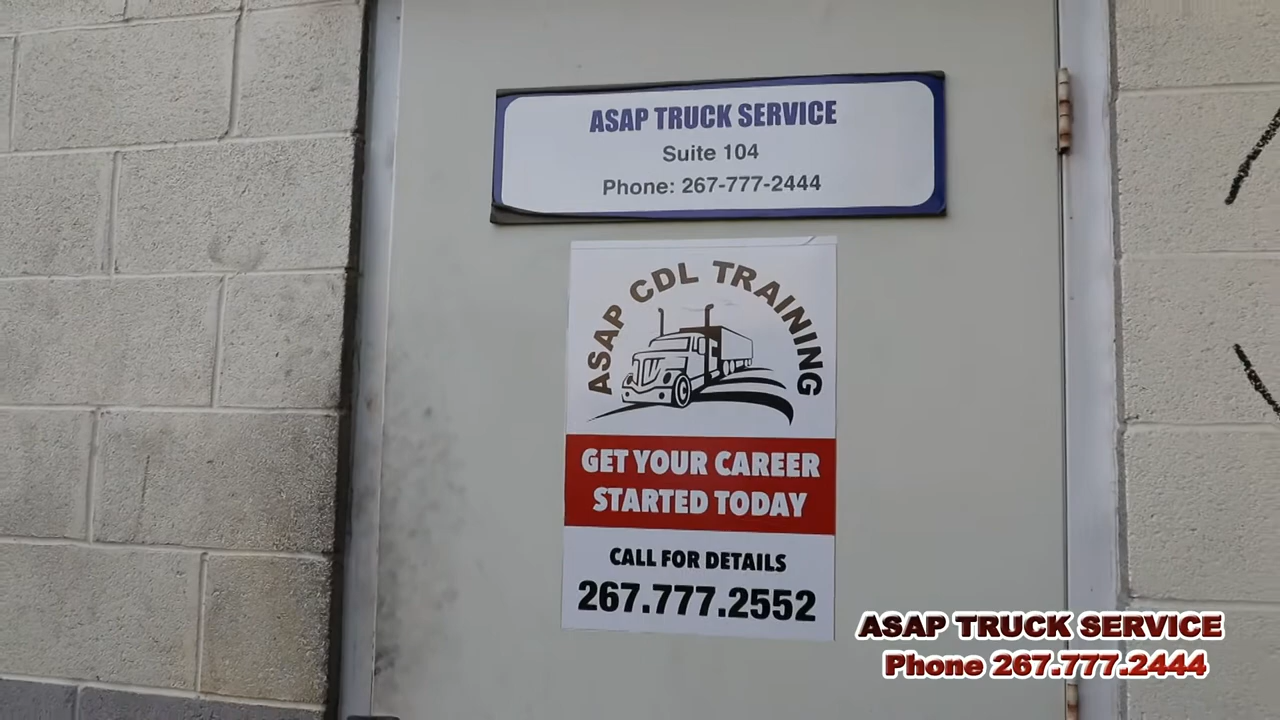 ASAP TRUCK SERVICE
Suite 104
Phone: 267-777-2444
ASAP CDL TRAINING
GET YOUR CAREER
STARTED TODAY
CALL FOR DETAILS
267.777.2552
ASAP TRUCK SERVICE
Phone 267.777.2444